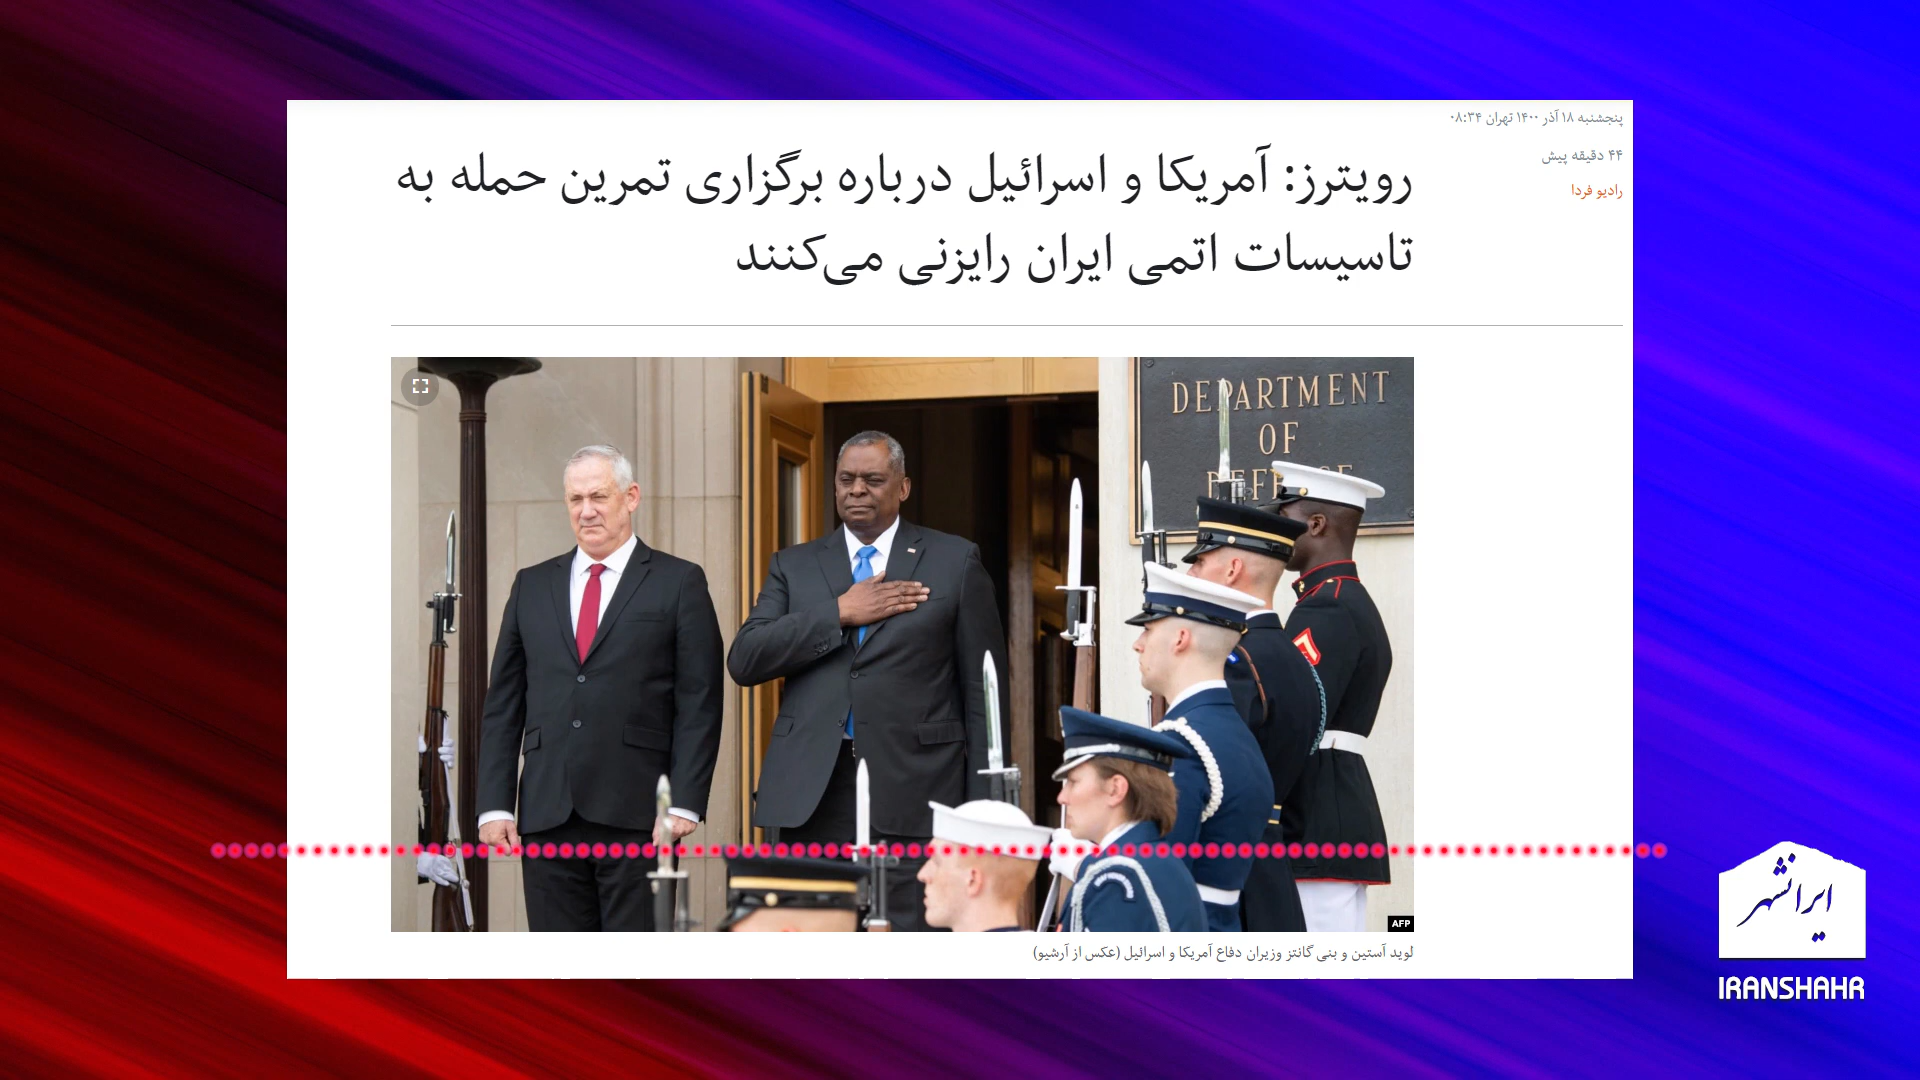 پنجشنبه ۱۸ آذر ۱۴۰۰ تهران ۰۸:۳۴
۴۴ دقیقه پیش
رادیو فردا
رویترز: آمریکا و اسرائیل درباره برگزاری تمرین حمله به
تاسیسات اتمی ایران رایزنی می‌کنند
DEPARTMENT
OF
DEFENSE
AFP
لوید آستین و بنی گانتز وزیران دفاع آمریکا و اسرائیل (عکس از آرشیو)
ایرانشهر
IRANSHAHR